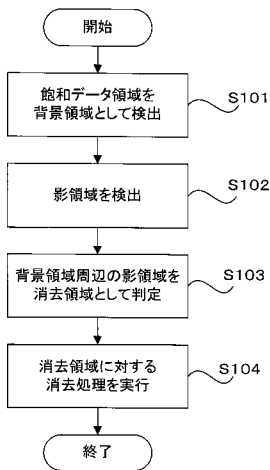 開始
飽和データ領域を
背景領域として検出
S101
影領域を検出
S102
背景領域周辺の影領域を
消去領域として判定
S103
消去領域に対する
消去処理を実行
S104
終了